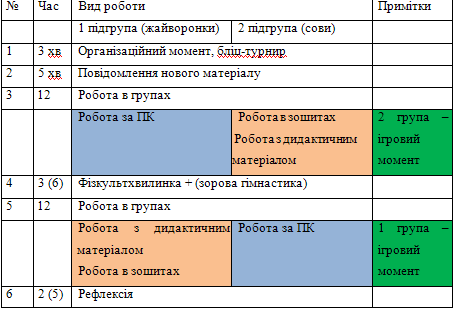 № Час Вид роботи Примітки
1 підгрупа (жайворонки) 2 підгрупа (сови)
1 3 хв Організаційний момент, бліц-турнир
2 5 хв Повідомлення нового матеріалу
3 12 Робота в групах
Робота за ПК Робота в зошитах 2 група –
Робота з дидактичним ігровий
матеріалом момент
4 3 (6) Фізкультхвилинка + (зорова гімнастика)
5 12 Робота в групах
Робота з дидактичним Робота за ПК 1 група –
матеріалом ігровий
Робота в зошитах момент
6 2 (5) Рефлексія